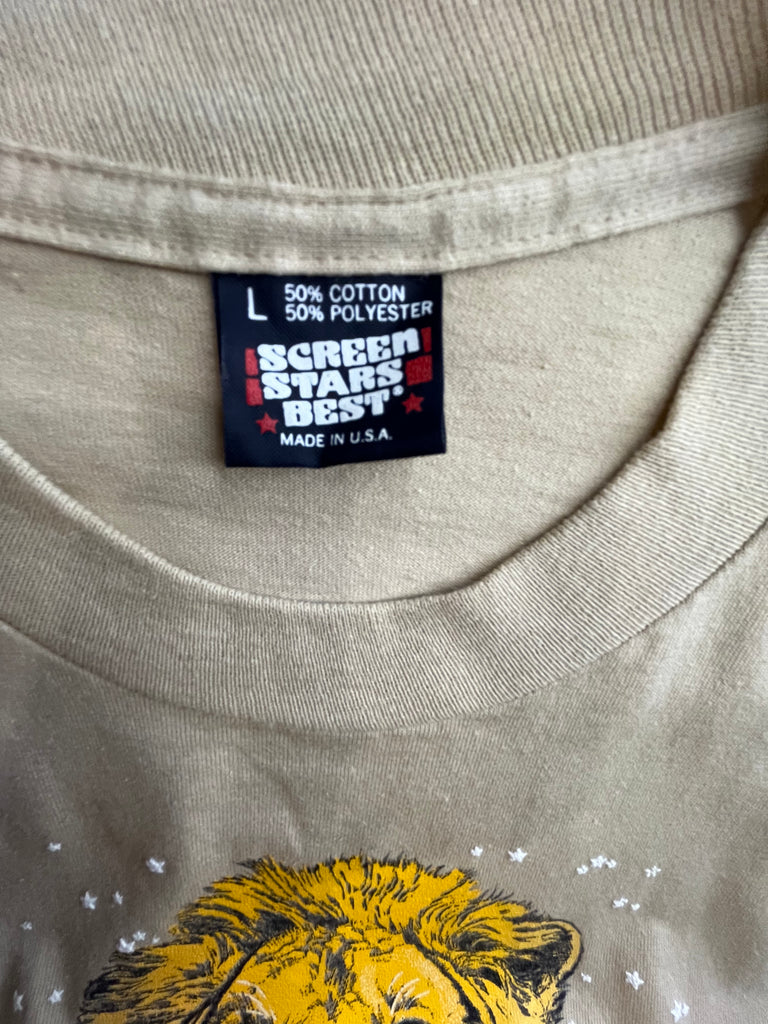 L 50% COTTON
50% POLYESTER
SCREEN
STARS
BEST®
MADE IN U.S.A.